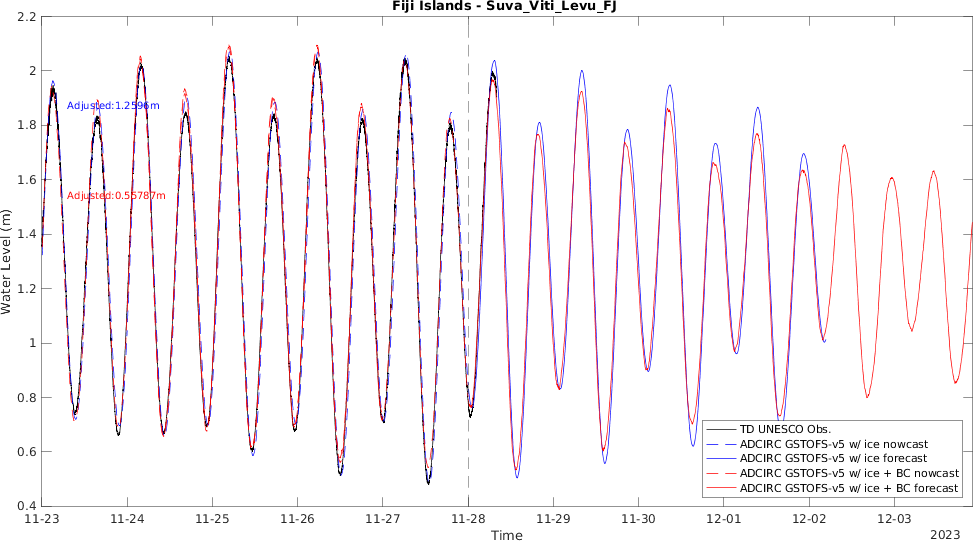 Fiji Islands - Suva_Viti_Levu_FJ
2.2
2
1.8
1.6
1.4
1.2
1
0.8
0.6
0.4
Water Level (m)
Adjusted:1.2596m
Adjusted:0.55787m
TD UNESCO Obs.
ADCIRC GSTOFS-v5 w/ ice nowcast
ADCIRC GSTOFS-v5 w/ ice forecast
ADCIRC GSTOFS-v5 w/ ice + BC nowcast
ADCIRC GSTOFS-v5 w/ ice + BC forecast
11-23 11-24 11-25 11-26 11-27 11-28 11-29 11-30 12-01 12-02 12-03
Time
2023